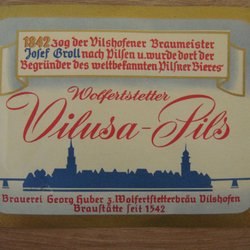 1842 zog der Vilshofener Braumeister
Josef Groll nach Pilsen u. wurde dort der
Begründer des weltbekannten Pilsner Bieres
Wolferstetter
Vilusa-Pils
Brauerei Georg Huber z. Wolferstetterbräu Vilshofen
Braustätte seit 1542